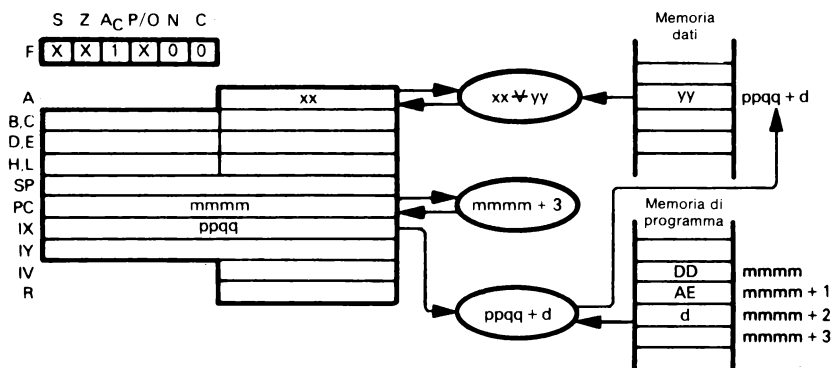 S Z AC P/O N C
F X X 1 X 0 0
Memoria
dati
A xx
xx ⊻ yy
yy ppqq + d
B,C
D,E
H,L
SP
PC mmmm
mmmm + 3
IX ppqq
IY
IV
R
ppqq + d
Memoria di
programma
DD mmmm
AE mmmm + 1
d mmmm + 2
mmmm + 3